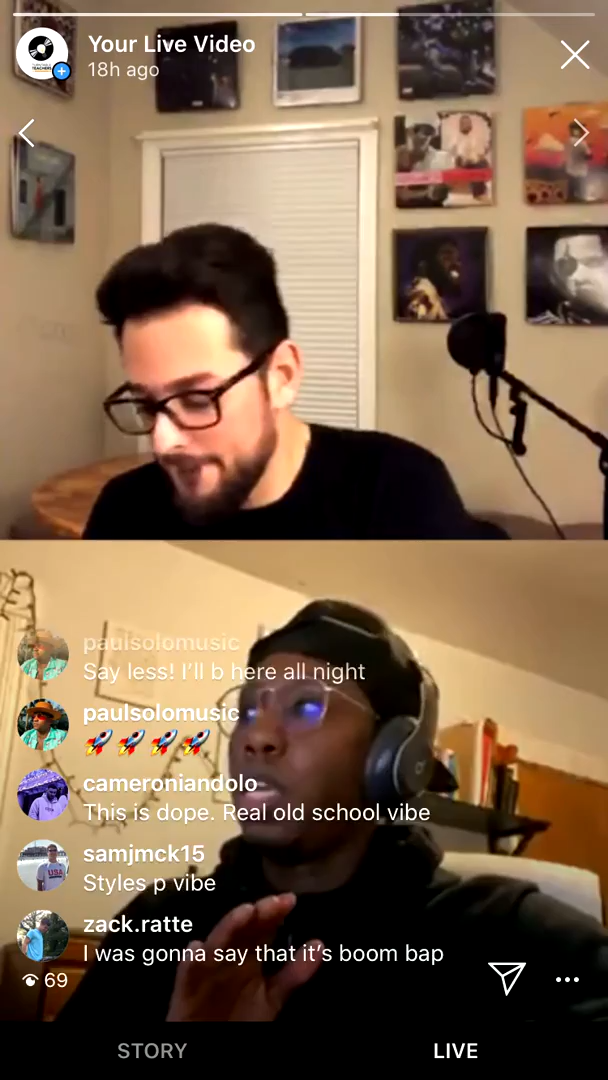 Your Live Video
18h ago
paulsolomusic
Say less! I'll b here all night
paulsolomusic
🚀 🚀 🚀 🚀
cameroniandolo
This is dope. Real old school vibe
samjmck15
Styles p vibe
zack.ratte
I was gonna say that it's boom bap
69
STORY
LIVE